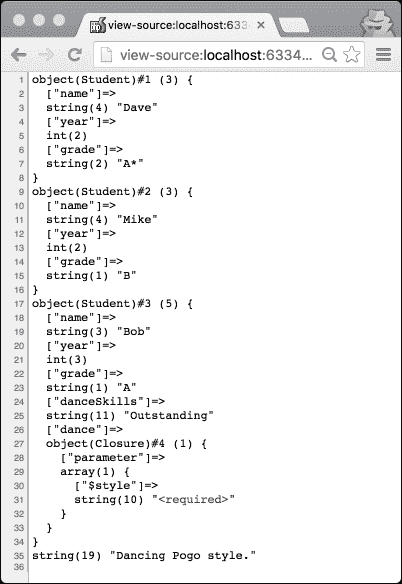 view-source:localhost:633
view-source:localhost:6334...
1 object(Student)#1 (3) {
2   ["name"]=>
3   string(4) "Dave"
4   ["year"]=>
5   int(2)
6   ["grade"]=>
7   string(2) "A*"
8 }
9 object(Student)#2 (3) {
10   ["name"]=>
11   string(4) "Mike"
12   ["year"]=>
13   int(2)
14   ["grade"]=>
15   string(1) "B"
16 }
17 object(Student)#3 (5) {
18   ["name"]=>
19   string(3) "Bob"
20   ["year"]=>
21   int(3)
22   ["grade"]=>
23   string(1) "A"
24   ["danceSkills"]=>
25   string(11) "Outstanding"
26   ["dance"]=>
27   object(Closure)#4 (1) {
28     ["parameter"]=>
29     array(1) {
30       ["$style"]=>
31       string(10) "<required>"
32     }
33   }
34 }
35 string(19) "Dancing Pogo style."
36